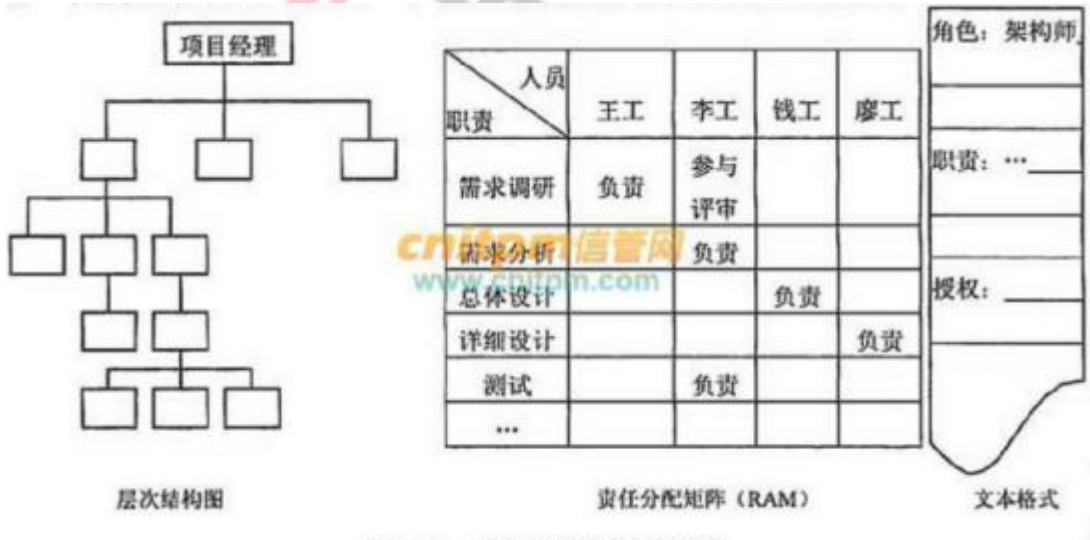 项目经理
人员
职责
王工 李工 钱工 廖工
需求调研 负责 参与
评审
需求分析 负责
总体设计 负责
详细设计 负责
测试 负责
…
角色：架构师
职责：…
授权：
cnitpm信管网
www.cnitpm.com
层次结构图 责任分配矩阵（RAM） 文本格式